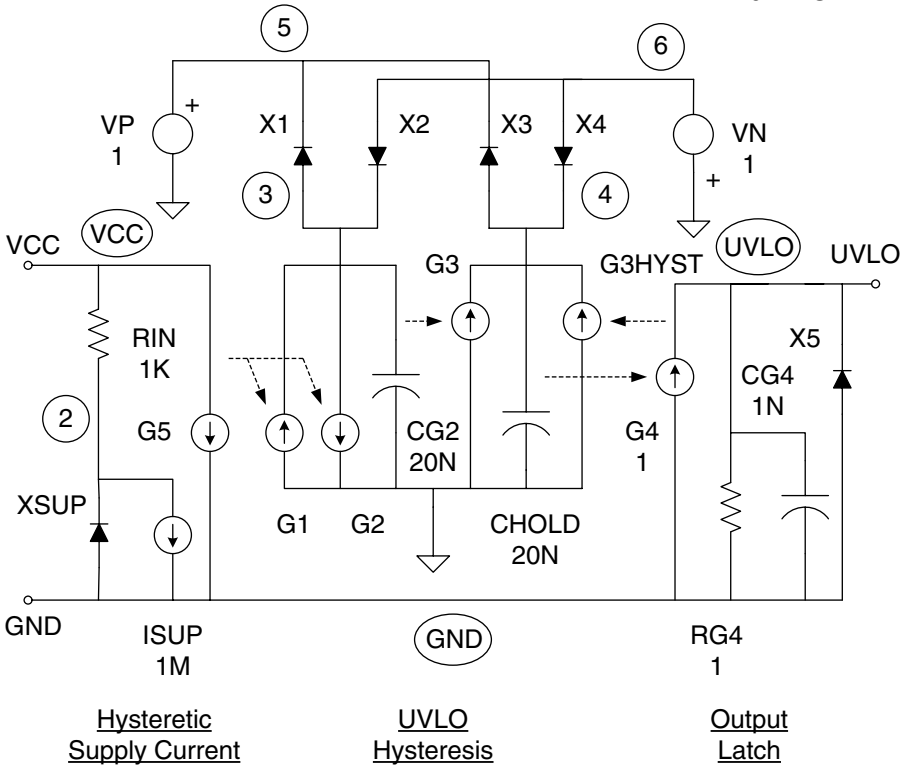 5
6
VP
1
X1
X2
X3
X4
VN
1
3
4
VCC
VCC
G3
G3HYST
UVLO
UVLO
RIN
1K
X5
2
G5
CG2
20N
G4
1
CG4
1N
XSUP
G1
G2
CHOLD
20N
GND
ISUP
1M
GND
RG4
1
Hysteretic
Supply Current
UVLO
Hysteresis
Output
Latch